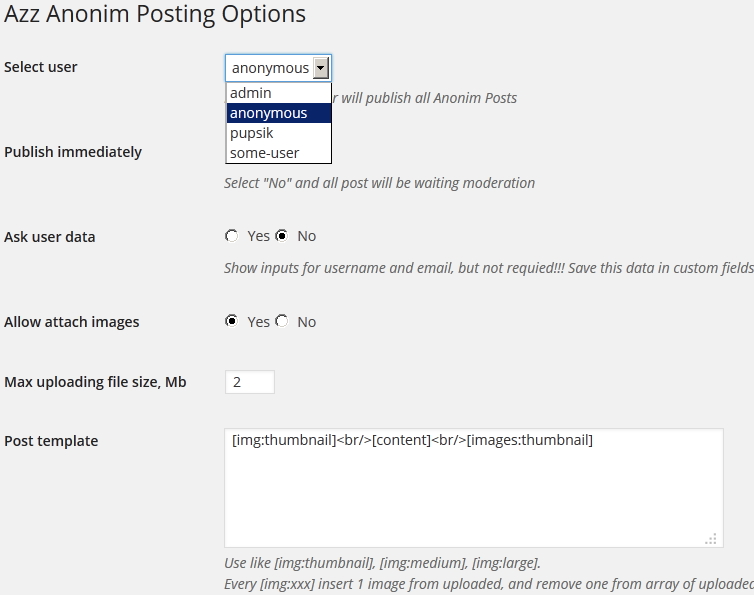 Azz Anonim Posting Options
Select user
anonymous
admin
anonymous
pupsik
some-user
r will publish all Anonim Posts
Publish immediately
Select "No" and all post will be waiting moderation
Ask user data
Yes No
Show inputs for username and email, but not requied!!! Save this data in custom fields
Allow attach images
Yes No
Max uploading file size, Mb
2
Post template
[img:thumbnail]<br/>[content]<br/>[images:thumbnail]
Use like [img:thumbnail], [img:medium], [img:large].
Every [img:xxx] insert 1 image from uploaded, and remove one from array of uploaded